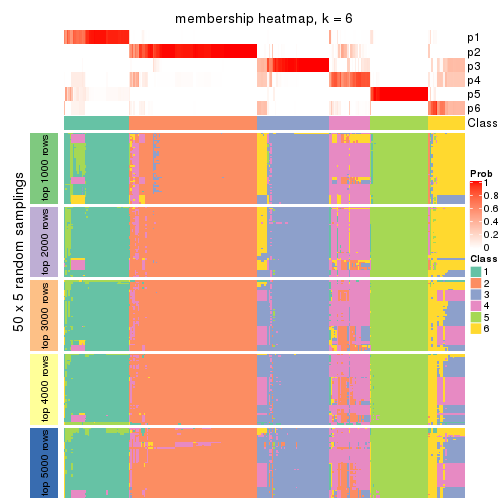 membership heatmap, k = 6
p1
p2
p3
p4
p5
p6
Class
50 x 5 random samplings
top 1000 rows
top 2000 rows
top 3000 rows
top 4000 rows
top 5000 rows
Prob
1
0.8
0.6
0.4
0.2
0
Class
1
2
3
4
5
6